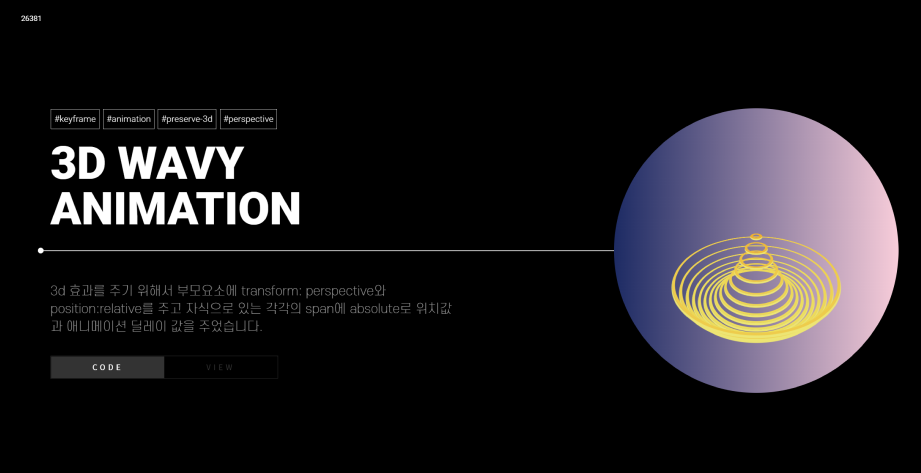 26381
#keyframe #animation #preserve-3d #perspective
3D WAVY
ANIMATION
3d 효과를 주기 위해서 부모요소에 transform: perspective와
position:relative를 주고 자식으로 있는 각각의 span에 absolute로 위치값
과 애니메이션 딜레이 값을 주었습니다.
CODE VIEW